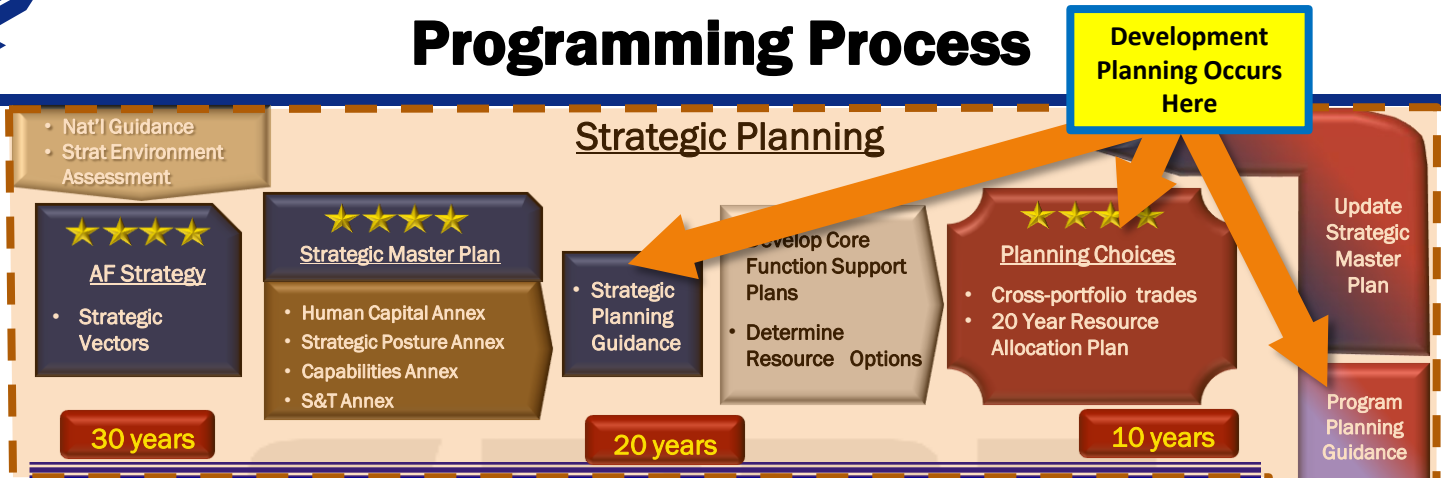 Programming Process
Development
Planning Occurs
Here
• Nat'l Guidance
• Strat Environment
Assessment
Strategic Planning
AF Strategy
• Strategic
Vectors
Strategic Master Plan
• Human Capital Annex
• Strategic Posture Annex
• Capabilities Annex
• S&T Annex
• Strategic
Planning
Guidance
Develop Core
Function Support
Plans
• Determine
Resource Options
Planning Choices
• Cross-portfolio trades
• 20 Year Resource
Allocation Plan
Update
Strategic
Master
Plan
Program
Planning
Guidance
30 years
20 years
10 years